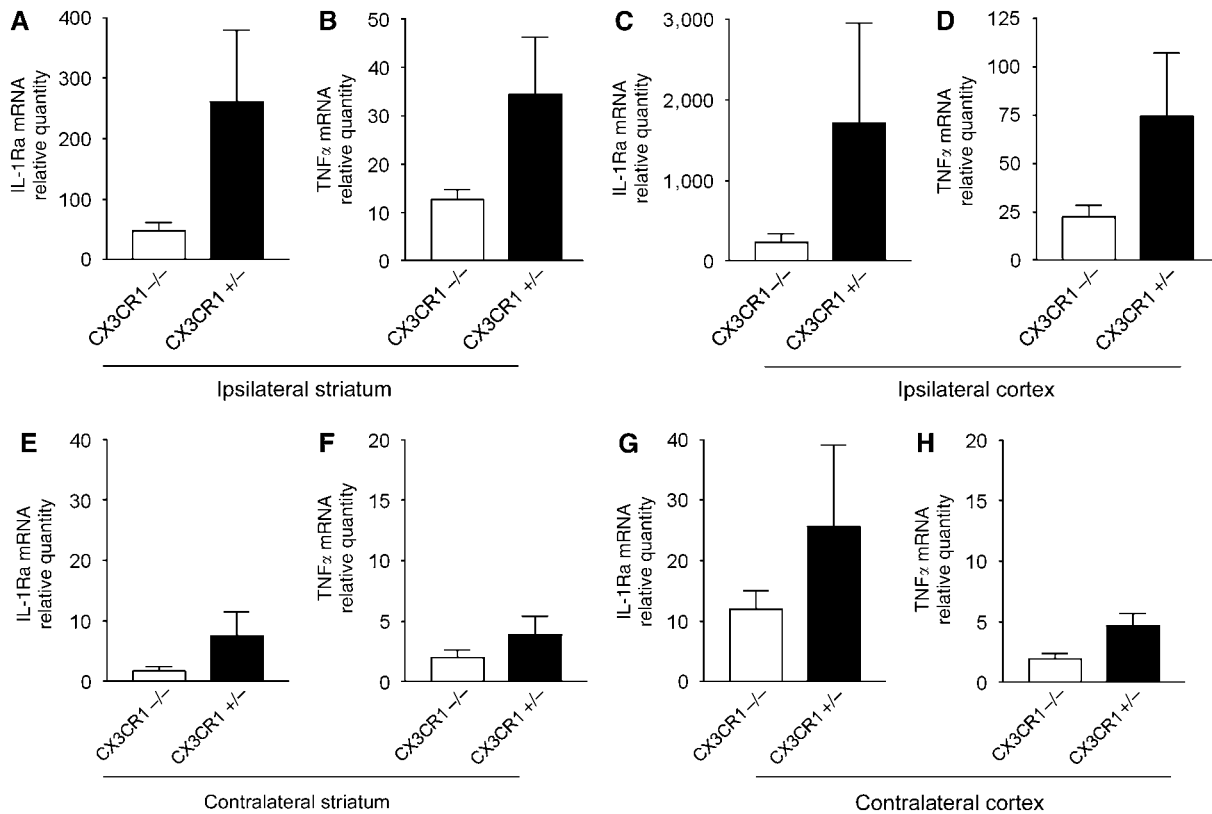 A
IL-1Ra mRNA
relative quantity
400
300
200
100
0
CX3CR1 –/–
CX3CR1 +/–
B
TNFα mRNA
relative quantity
50
40
30
20
10
0
CX3CR1 –/–
CX3CR1 +/–
Ipsilateral striatum
C
IL-1Ra mRNA
relative quantity
3,000
2,000
1,000
0
CX3CR1 –/–
CX3CR1 +/–
D
TNFα mRNA
relative quantity
125
100
75
50
25
0
CX3CR1 –/–
CX3CR1 +/–
Ipsilateral cortex
E
IL-1Ra mRNA
relative quantity
40
30
20
10
0
CX3CR1 –/–
CX3CR1 +/–
F
TNFα mRNA
relative quantity
20
15
10
5
0
CX3CR1 –/–
CX3CR1 +/–
Contralateral striatum
G
IL-1Ra mRNA
relative quantity
40
30
20
10
0
CX3CR1 –/–
CX3CR1 +/–
H
TNFα mRNA
relative quantity
20
15
10
5
0
CX3CR1 –/–
CX3CR1 +/–
Contralateral cortex